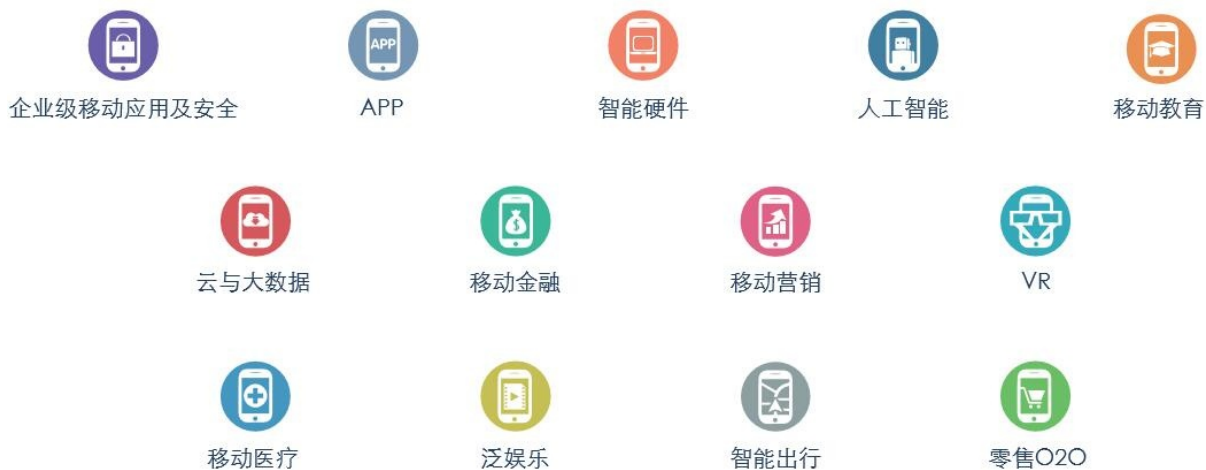 企业级移动应用及安全
APP
APP
智能硬件
人工智能
移动教育
云与大数据
移动金融
移动营销
VR
移动医疗
泛娱乐
智能出行
零售O2O